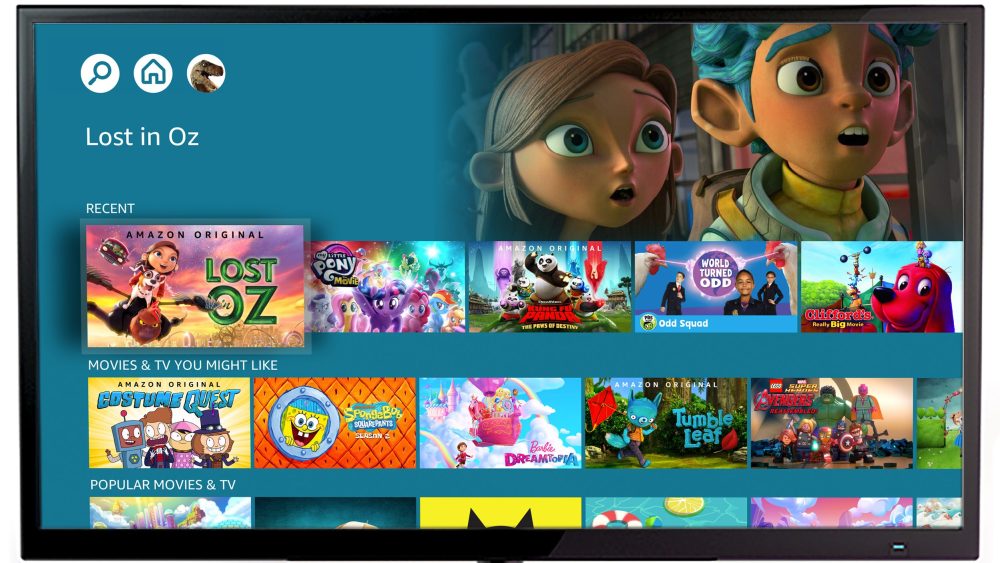 Lost in Oz
RECENT
AMAZON ORIGINAL
LOST
in
OZ
my LITTLE
PONY
THE
MOVIE
AMAZON ORIGINAL
DREAMWORKS
KUNG FU
PANDA
THE PAWS OF DESTINY
WORLD
TURNED
ODD
PBS
KIDS
Odd Squad
Clifford's
Really Big Movie
MOVIES & TV YOU MIGHT LIKE
AMAZON ORIGINAL
COSTUME QUEST
SpongeBob
SQUAREPANTS
SEASON 2
Barbie
DREAMTOPIA
AMAZON ORIGINAL
Tumble
Leaf
LEGO MARVEL SUPER HEROES
AVENGERS
REASSEMBLED
POPULAR MOVIES & TV